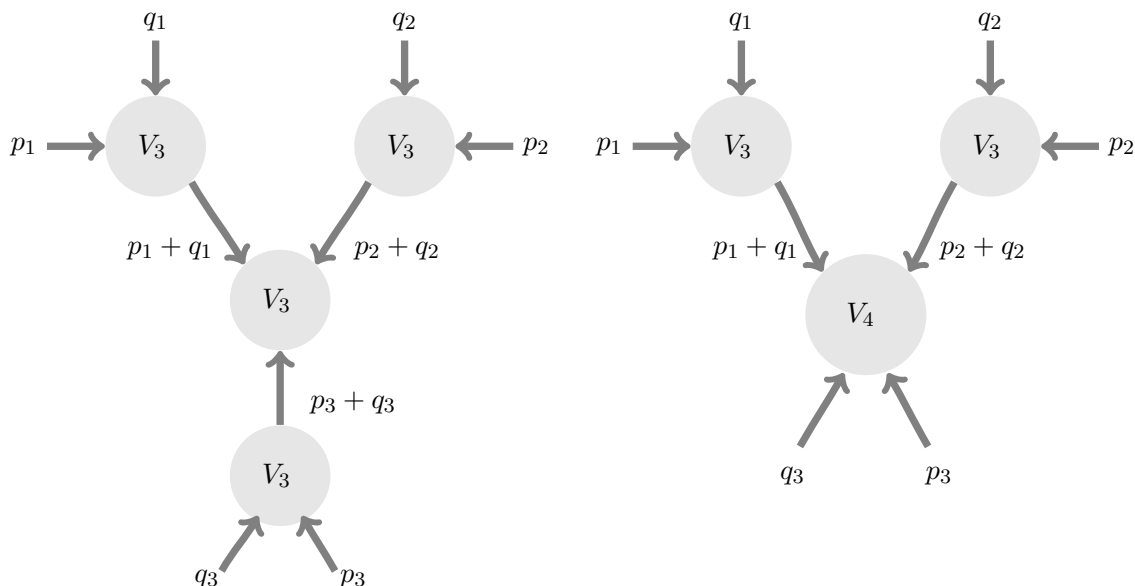 q₁ q₂ q₁ q₂
p₁ V₃ V₃ p₂ p₁ V₃ V₃ p₂
p₁ + q₁ p₂ + q₂ p₁ + q₁ p₂ + q₂
V₃ V₄
p₃ + q₃
V₃ q₃ p₃
q₃ p₃